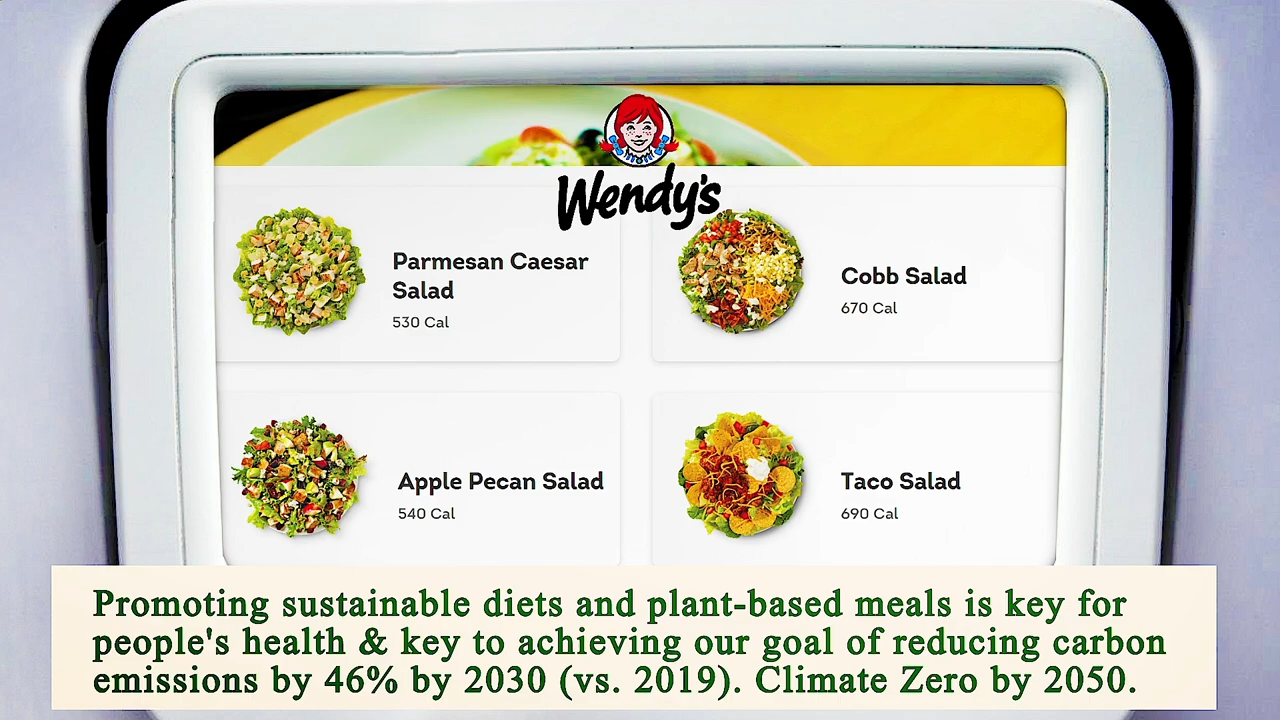 Wendy's
Parmesan Caesar
Salad
530 Cal
Cobb Salad
670 Cal
Apple Pecan Salad
540 Cal
Taco Salad
690 Cal
Promoting sustainable diets and plant-based meals is key for
people's health & key to achieving our goal of reducing carbon
emissions by 46% by 2030 (vs. 2019). Climate Zero by 2050.